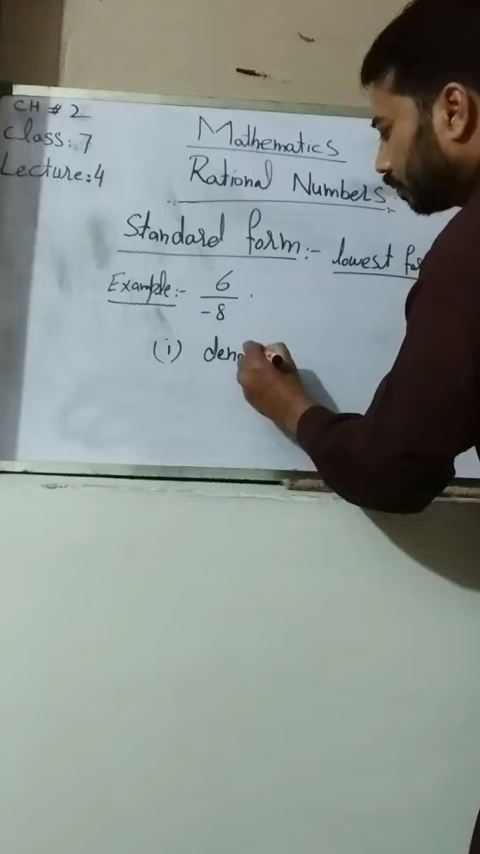 CH # 2
Class: 7
Lecture: 4
Mathematics
Rational Numbers
Standard form:- lowest
Example:- 6/-8
(i)